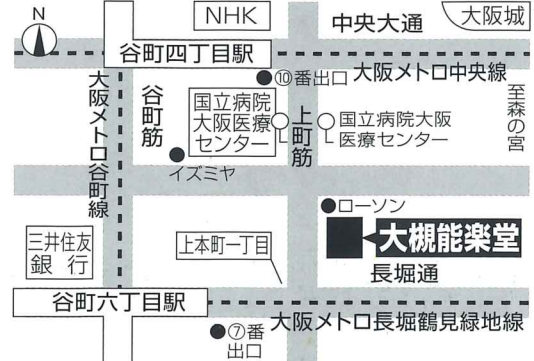 N
NHK
中央大通
大阪城
谷町四丁目駅
大阪メトロ中央線
⑩番出口
至森の宮
大阪メトロ谷町線
谷町筋
国立病院
大阪医療
センター
上町筋
国立病院大阪
医療センター
イズミヤ
ローソン
大槻能楽堂
三井住友
銀行
上本町一丁目
長堀通
谷町六丁目駅
大阪メトロ長堀鶴見緑地線
⑦番
出口